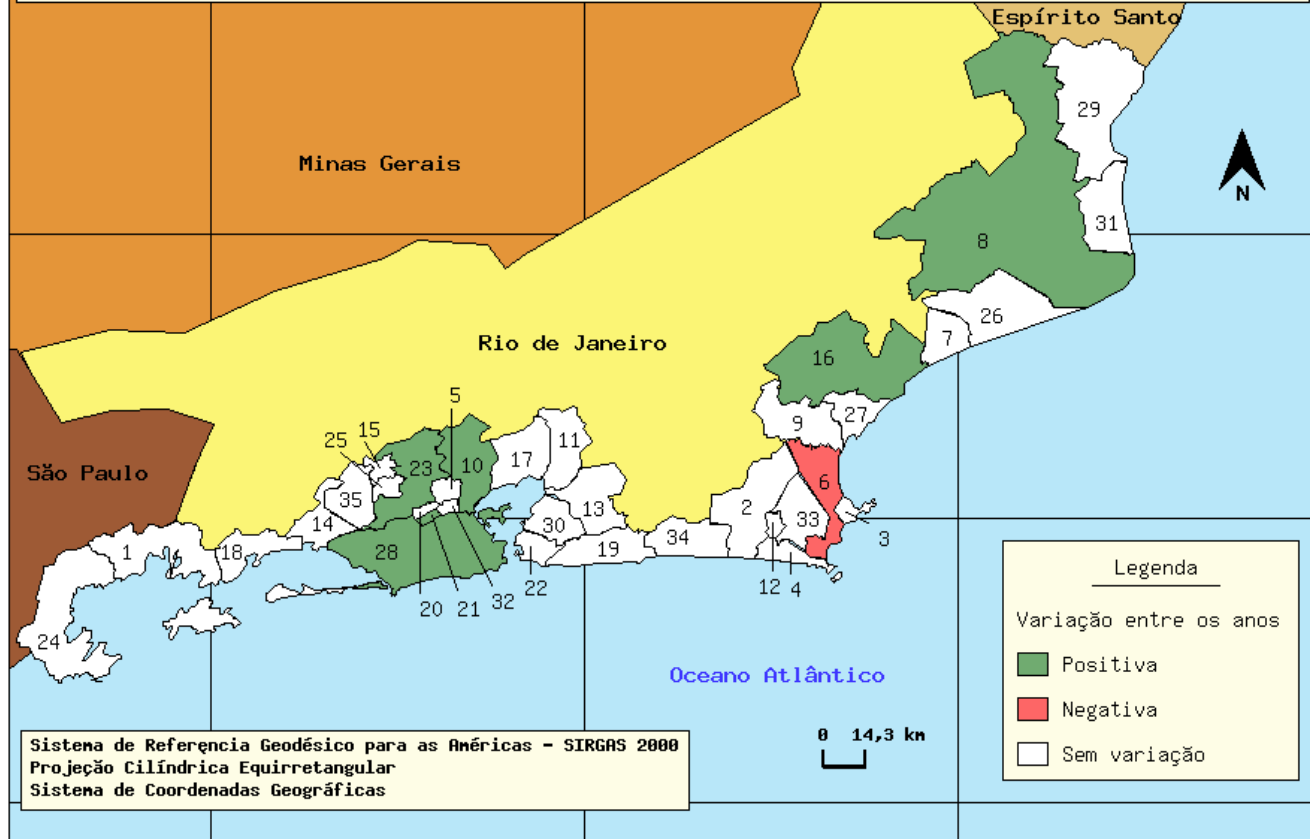 Espírito Santo
29
Minas Gerais
N
31
8
26
7
Rio de Janeiro
16
5
9
27
15
25
11
17
São Paulo
23
10
6
35
13
2
14
30
33
3
28
1
18
19
34
22
12
4
20
21
32
24
Legenda
Variação entre os anos
Positiva
Negativa
Sem variação
Oceano Atlântico
0 14,3 km
Sistema de Referęncia Geodésico para as Américas - SIRGAS 2000
Projeção Cilíndrica Equirretangular
Sistema de Coordenadas Geográficas